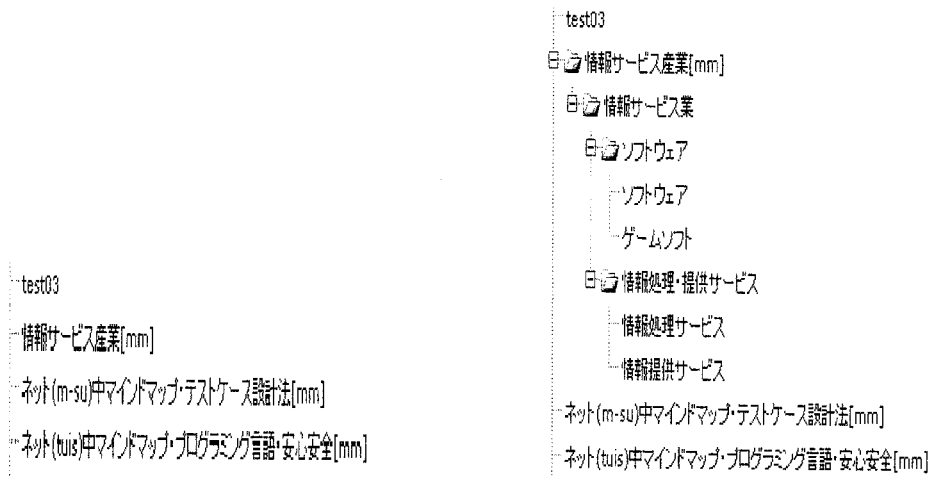 test03
情報サービス産業[mm]
ネット(m-su)中マインドマップ・テストケース設計法[mm]
ネット(tuis)中マインドマップ・プログラミング言語・安心安全[mm]
test03
情報サービス産業[mm]
情報サービス業
ソフトウェア
ソフトウェア
ゲームソフト
情報処理・提供サービス
情報処理サービス
情報提供サービス
ネット(m-su)中マインドマップ・テストケース設計法[mm]
ネット(tuis)中マインドマップ・プログラミング言語・安心安全[mm]